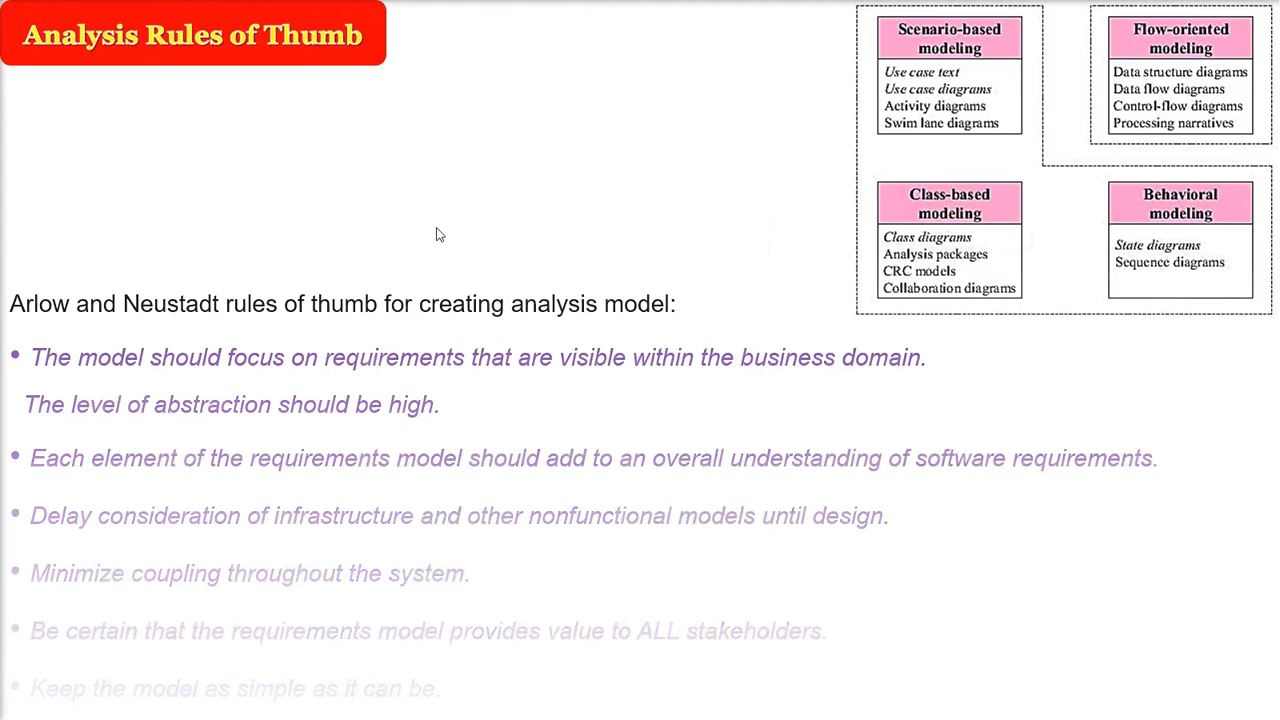 Analysis Rules of Thumb
Scenario-based
modeling
Use case text
Use case diagrams
Activity diagrams
Swim lane diagrams
Flow-oriented
modeling
Data structure diagrams
Data flow diagrams
Control-flow diagrams
Processing narratives
Class-based
modeling
Class diagrams
Analysis packages
CRC models
Collaboration diagrams
Behavioral
modeling
State diagrams
Sequence diagrams
Arlow and Neustadt rules of thumb for creating analysis model:
• The model should focus on requirements that are visible within the business domain.
The level of abstraction should be high.
• Each element of the requirements model should add to an overall understanding of software requirements.
• Delay consideration of infrastructure and other nonfunctional models until design.
• Minimize coupling throughout the system.
• Be certain that the requirements model provides value to ALL stakeholders.
• Keep the model as simple as it can be.